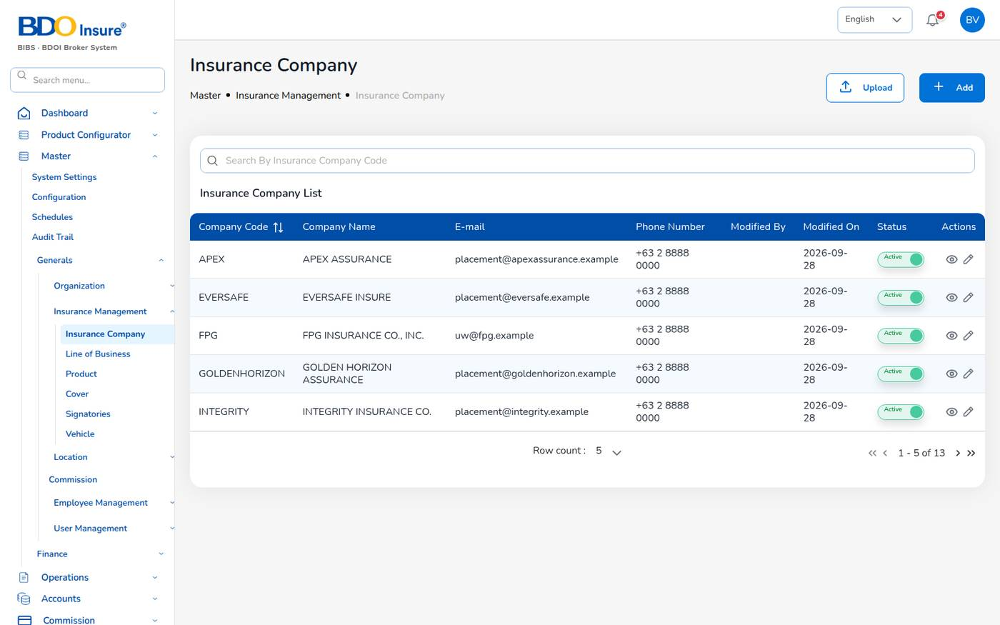 BDO Insure®
BIBS · BDOI Broker System
Search menu...
Dashboard
Product Configurator
Master
System Settings
Configuration
Schedules
Audit Trail
Generals
Organization
Insurance Management
Insurance Company
Line of Business
Product
Cover
Signatories
Vehicle
Location
Commission
Employee Management
User Management
Finance
Operations
Accounts
Commission
English
4
BV
Insurance Company
Master • Insurance Management • Insurance Company
Upload
Add
Search By Insurance Company Code
Insurance Company List
Company Code Company Name E-mail Phone Number Modified By Modified On Status Actions
APEX APEX ASSURANCE placement@apexassurance.example +63 2 8888 0000 2026-09-28 Active
EVERSAFE EVERSAFE INSURE placement@eversafe.example +63 2 8888 0000 2026-09-28 Active
FPG FPG INSURANCE CO., INC. uw@fpg.example +63 2 8888 0000 2026-09-28 Active
GOLDENHORIZON GOLDEN HORIZON ASSURANCE placement@goldenhorizon.example +63 2 8888 0000 2026-09-28 Active
INTEGRITY INTEGRITY INSURANCE CO. placement@integrity.example +63 2 8888 0000 2026-09-28 Active
Row count : 5
1 - 5 of 13